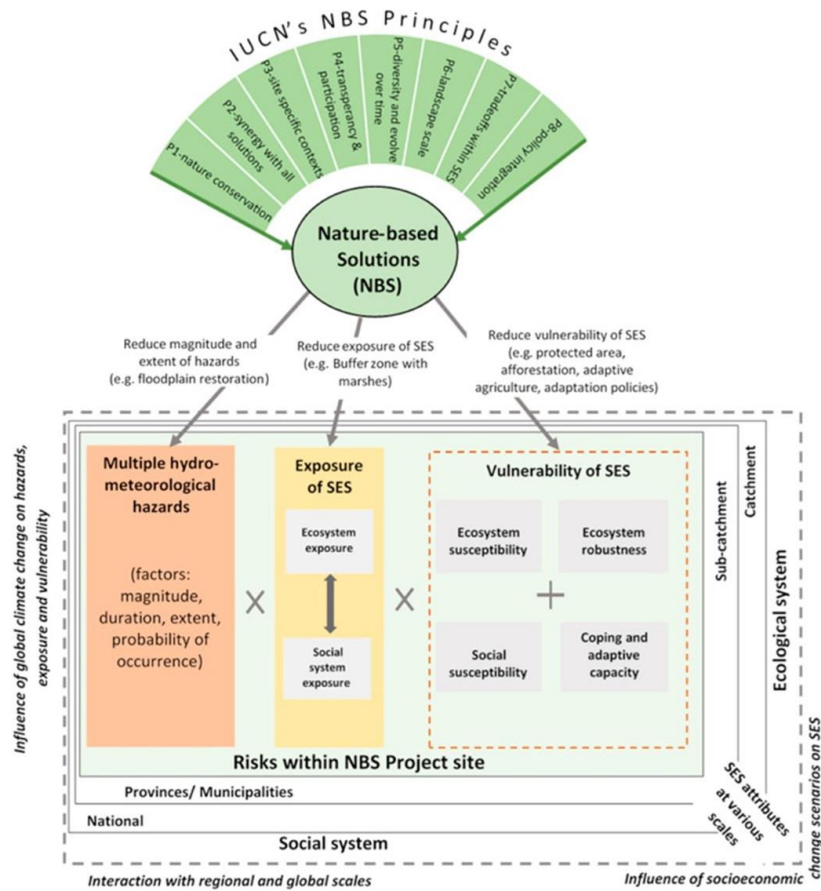 IUCN's NBS Principles
P1-nature conservation
P2-synergy with all
solutions
P3-site specific contexts
P4-transperancy &
participation
P5-diversity and evolve
over time
P6-landscape scale
P7-tradeoffs within SES
P8-policy integration
Nature-based
Solutions
(NBS)
Reduce magnitude and
extent of hazards
(e.g. floodplain restoration)
Reduce exposure of SES
(e.g. Buffer zone with
marshes)
Reduce vulnerability of SES
(e.g. protected area,
afforestation, adaptive
agriculture, adaptation policies)
Influence of global climate change on hazards,
exposure and vulnerability
Multiple hydro-
meteorological
hazards
(factors:
magnitude,
duration, extent,
probability of
occurrence)
×
Exposure
of SES
Ecosystem
exposure
Social
system
exposure
×
Vulnerability of SES
Ecosystem
susceptibility
Ecosystem
robustness
+
Social
susceptibility
Coping and
adaptive
capacity
Risks within NBS Project site
Sub-catchment
Catchment
Ecological system
Provinces/ Municipalities
National
Social system
SES attributes
at various
scales
Interaction with regional and global scales
Influence of socioeconomic
change scenarios on SES